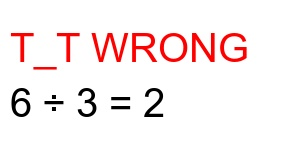 T_T WRONG
6 ÷ 3 = 2